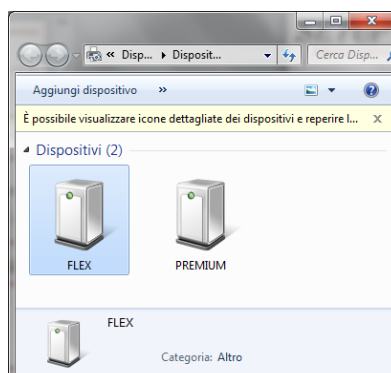 « Disp... ▸ Disposit... Cerca Disp...
Aggiungi dispositivo »
È possibile visualizzare icone dettagliate dei dispositivi e reperire l... X
Dispositivi (2)
FLEX PREMIUM
FLEX
Categoria: Altro